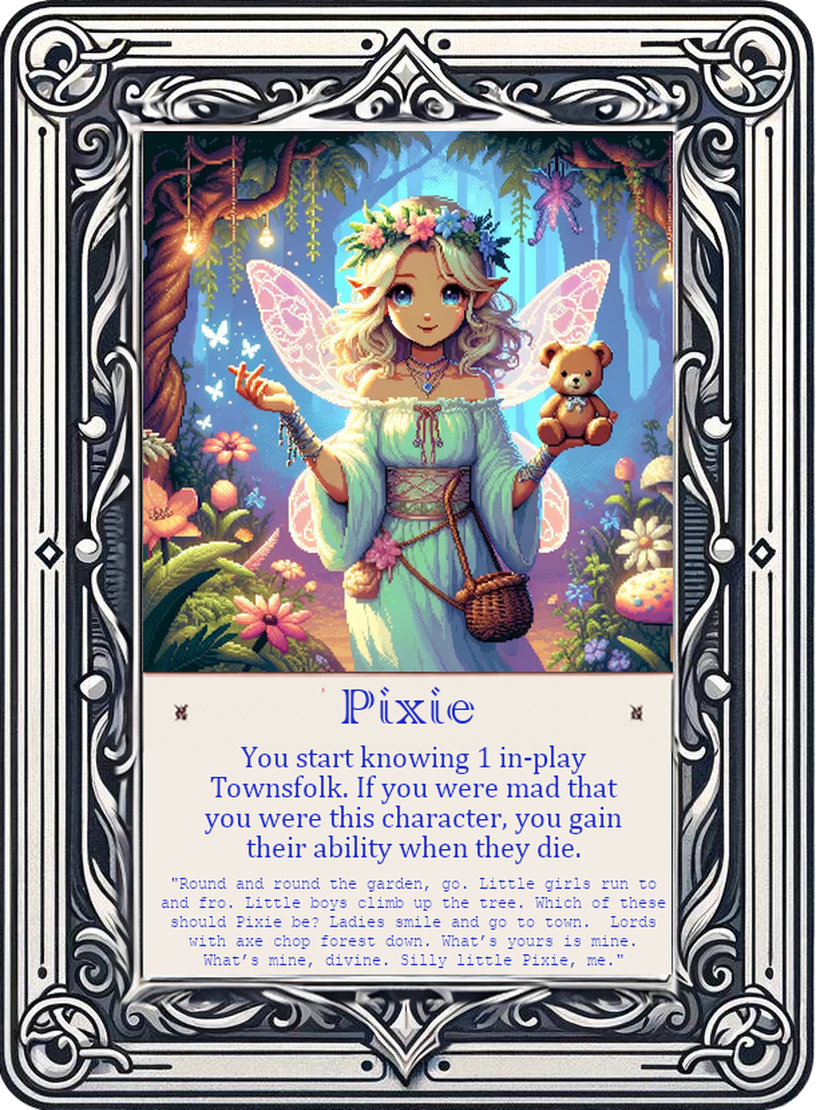 Pixie
You start knowing 1 in-play
Townsfolk. If you were mad that
you were this character, you gain
their ability when they die.
"Round and round the garden, go. Little girls run to
and fro. Little boys climb up the tree. Which of these
should Pixie be? Ladies smile and go to town.  Lords
with axe chop forest down. What’s yours is mine.
What’s mine, divine. Silly little Pixie, me."